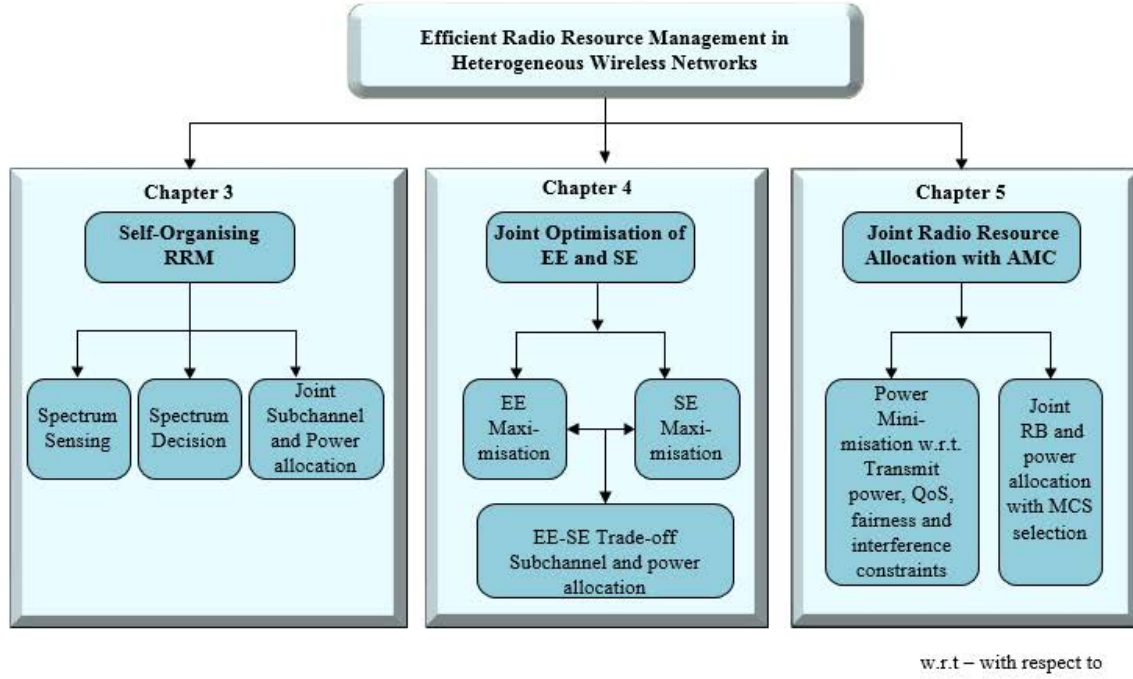 Efficient Radio Resource Management in
Heterogeneous Wireless Networks
Chapter 3
Self-Organising
RRM
Spectrum
Sensing
Spectrum
Decision
Joint
Subchannel
and Power
allocation
Chapter 4
Joint Optimisation of
EE and SE
EE
Maxi-
misation
SE
Maxi-
misation
EE-SE Trade-off
Subchannel and power
allocation
Chapter 5
Joint Radio Resource
Allocation with AMC
Power
Mini-
misation w.r.t.
Transmit
power, QoS,
fairness and
interference
constraints
Joint
RB and
power
allocation
with MCS
selection
w.r.t – with respect to